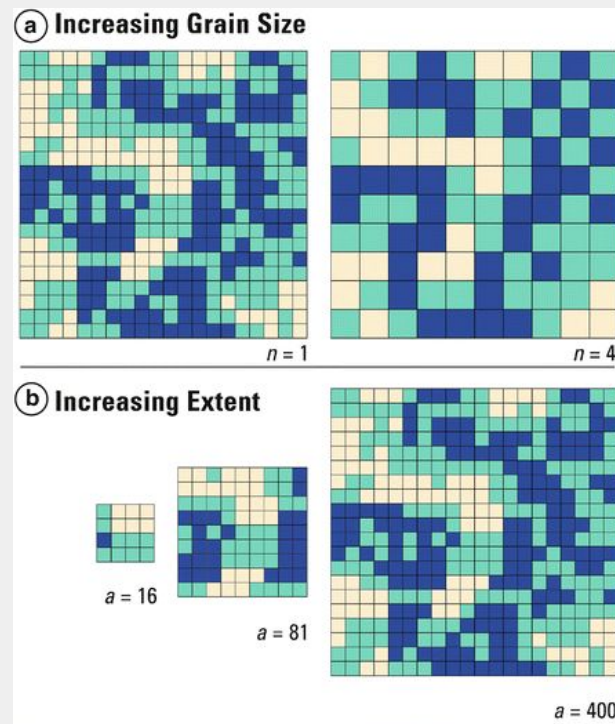 a Increasing Grain Size
n = 1
n = 4
b Increasing Extent
a = 16
a = 81
a = 400